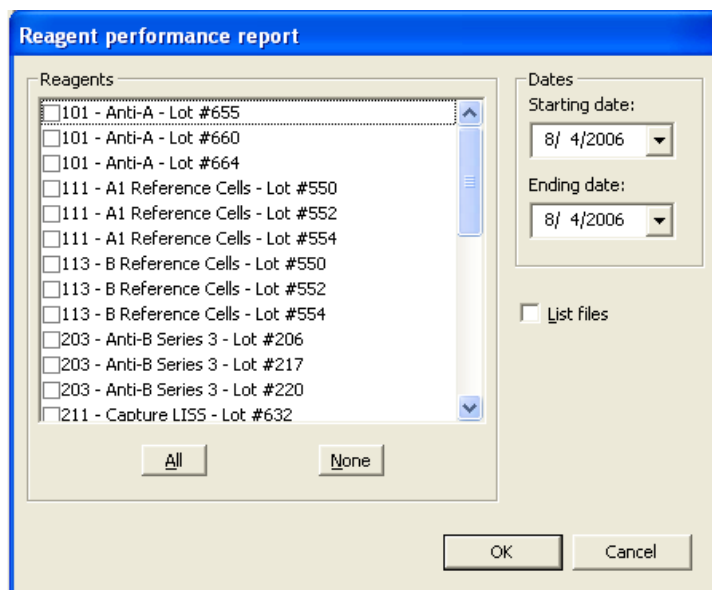 Reagent performance report
Reagents
101 - Anti-A - Lot #655
101 - Anti-A - Lot #660
101 - Anti-A - Lot #664
111 - A1 Reference Cells - Lot #550
111 - A1 Reference Cells - Lot #552
111 - A1 Reference Cells - Lot #554
113 - B Reference Cells - Lot #550
113 - B Reference Cells - Lot #552
113 - B Reference Cells - Lot #554
203 - Anti-B Series 3 - Lot #206
203 - Anti-B Series 3 - Lot #217
203 - Anti-B Series 3 - Lot #220
211 - Capture LISS - Lot #632
All None
Dates
Starting date:
8/ 4/2006
Ending date:
8/ 4/2006
List files
OK Cancel